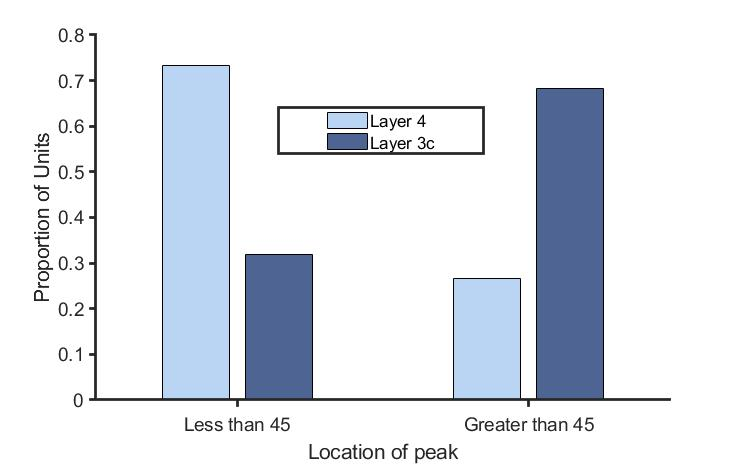 0.8
0.7
0.6
0.5
0.4
0.3
0.2
0.1
0
Proportion of Units
Layer 4
Layer 3c
Less than 45
Greater than 45
Location of peak